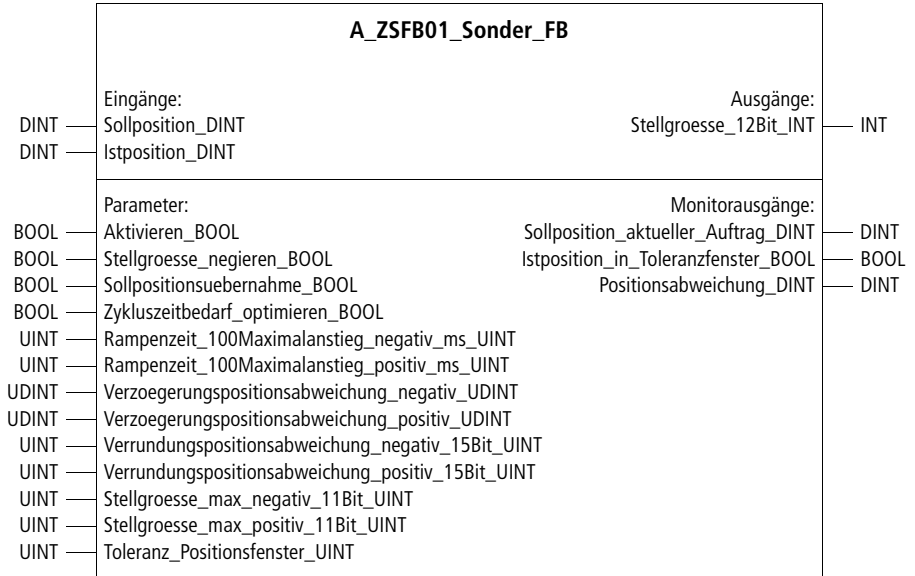 A_ZSFB01_Sonder_FB
Eingänge: Ausgänge:
DINT Sollposition_DINT Stellgroesse_12Bit_INT INT
DINT Istposition_DINT
Parameter: Monitorausgänge:
BOOL Aktivieren_BOOL Sollposition_aktueller_Auftrag_DINT DINT
BOOL Stellgroesse_negieren_BOOL Istposition_in_Toleranzfenster_BOOL BOOL
BOOL Sollpositionsuebernahme_BOOL Positionsabweichung_DINT DINT
BOOL Zykluszeitbedarf_optimieren_BOOL
UINT Rampenzeit_100Maximalanstieg_negativ_ms_UINT
UINT Rampenzeit_100Maximalanstieg_positiv_ms_UINT
UDINT Verzoegerungspositionsabweichung_negativ_UDINT
UDINT Verzoegerungspositionsabweichung_positiv_UDINT
UINT Verrundungspositionsabweichung_negativ_15Bit_UINT
UINT Verrundungspositionsabweichung_positiv_15Bit_UINT
UINT Stellgroesse_max_negativ_11Bit_UINT
UINT Stellgroesse_max_positiv_11Bit_UINT
UINT Toleranz_Positionsfenster_UINT